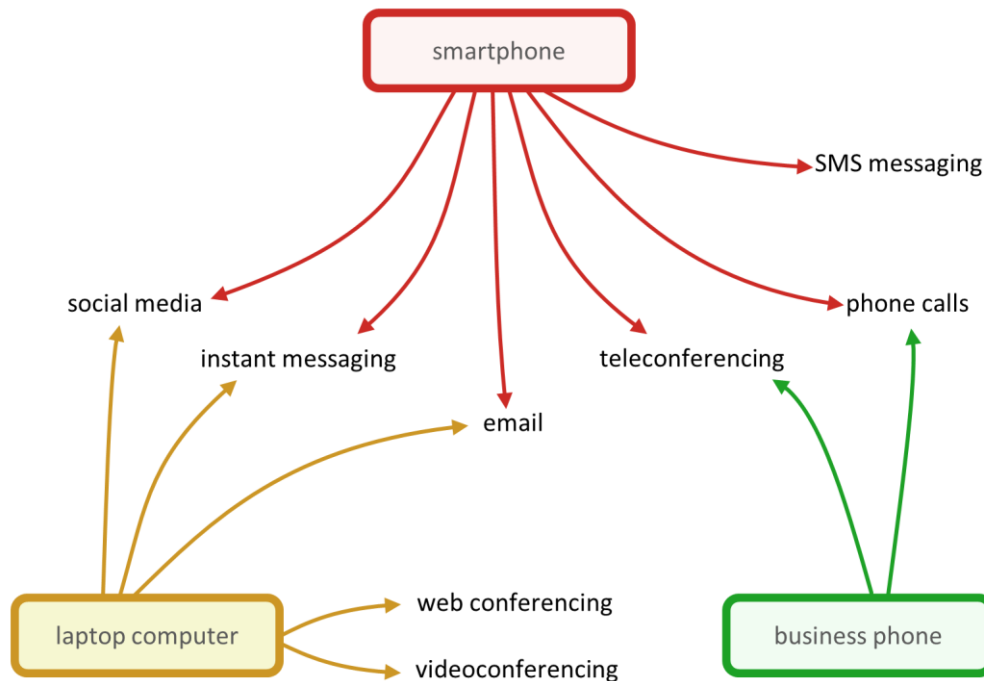 smartphone
SMS messaging
social media
phone calls
instant messaging
teleconferencing
email
web conferencing
laptop computer
business phone
videoconferencing